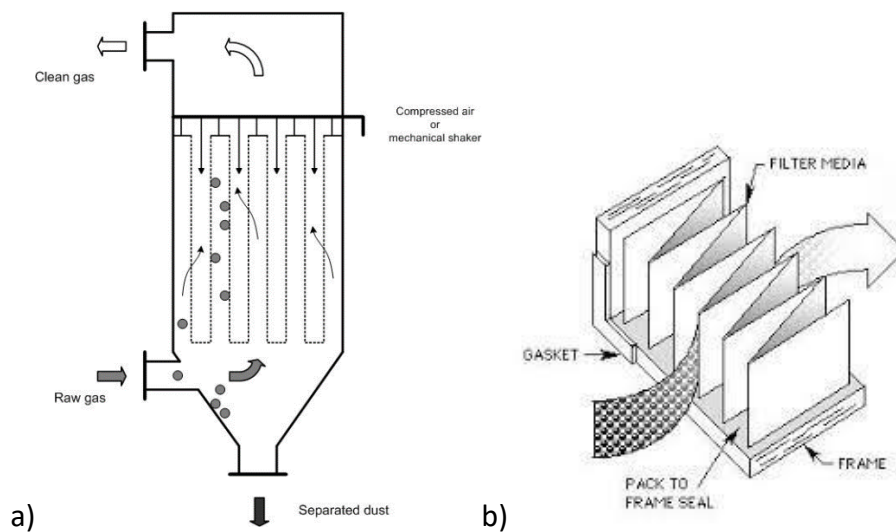 Clean gas
Compressed air
or
mechanical shaker
Raw gas
Separated dust
a)
FILTER MEDIA
GASKET
PACK TO
FRAME SEAL
FRAME
b)